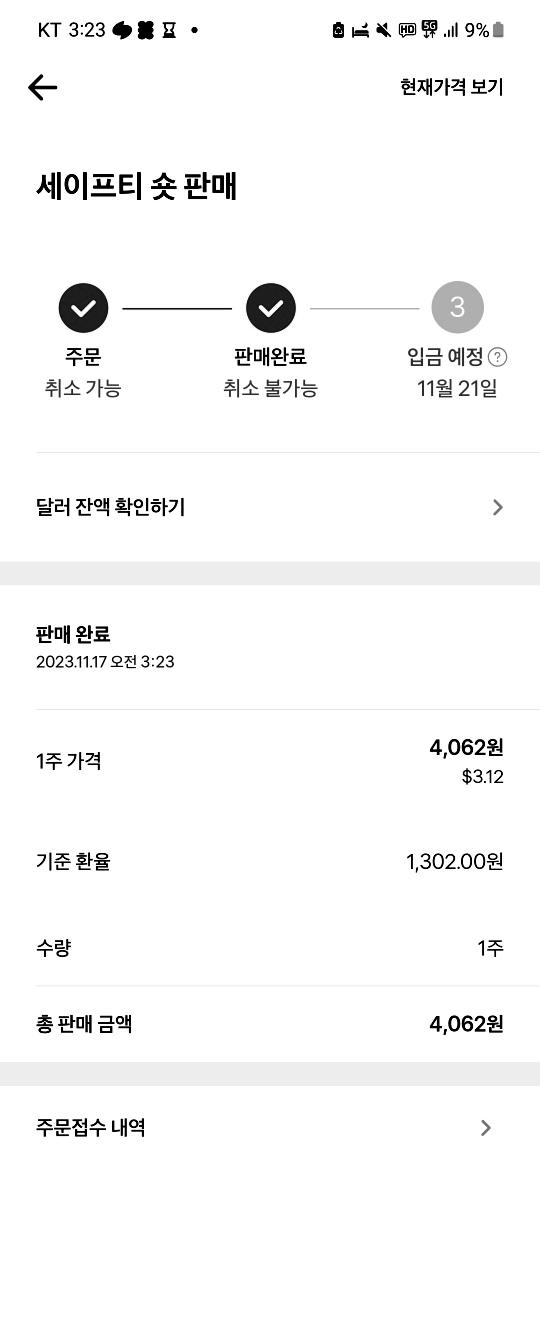 KT 3:23
HD 5G 9%
현재가격 보기
세이프티 숏 판매
3
주문 판매완료 입금 예정 ?
취소 가능 취소 불가능 11월 21일
달러 잔액 확인하기
판매 완료
2023.11.17 오전 3:23
1주 가격 4,062원
$3.12
기준 환율 1,302.00원
수량 1주
총 판매 금액 4,062원
주문접수 내역